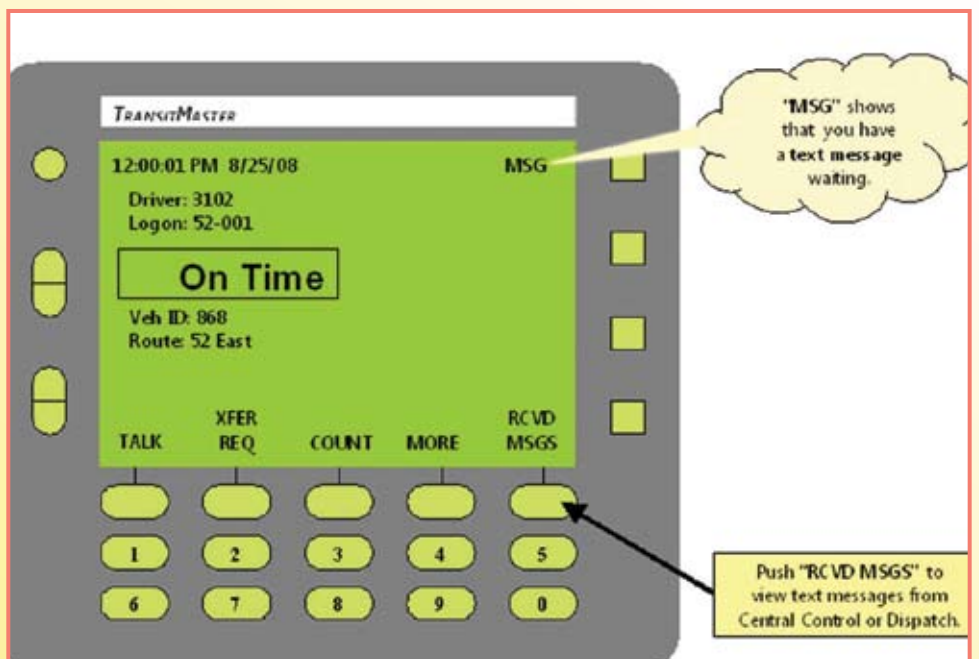 TRANSITMASTER
12:00:01 PM 8/25/08 MSG
Driver: 3102
Logon: 52-001
On Time
Veh ID: 868
Route: 52 East
TALK
XFER
REQ
COUNT
MORE
RCVD
MSGS
1 2 3 4 5
6 7 8 9 0
"MSG" shows
that you have
a text message
waiting.
Push "RCVD MSGS" to
view text messages from
Central Control or Dispatch.